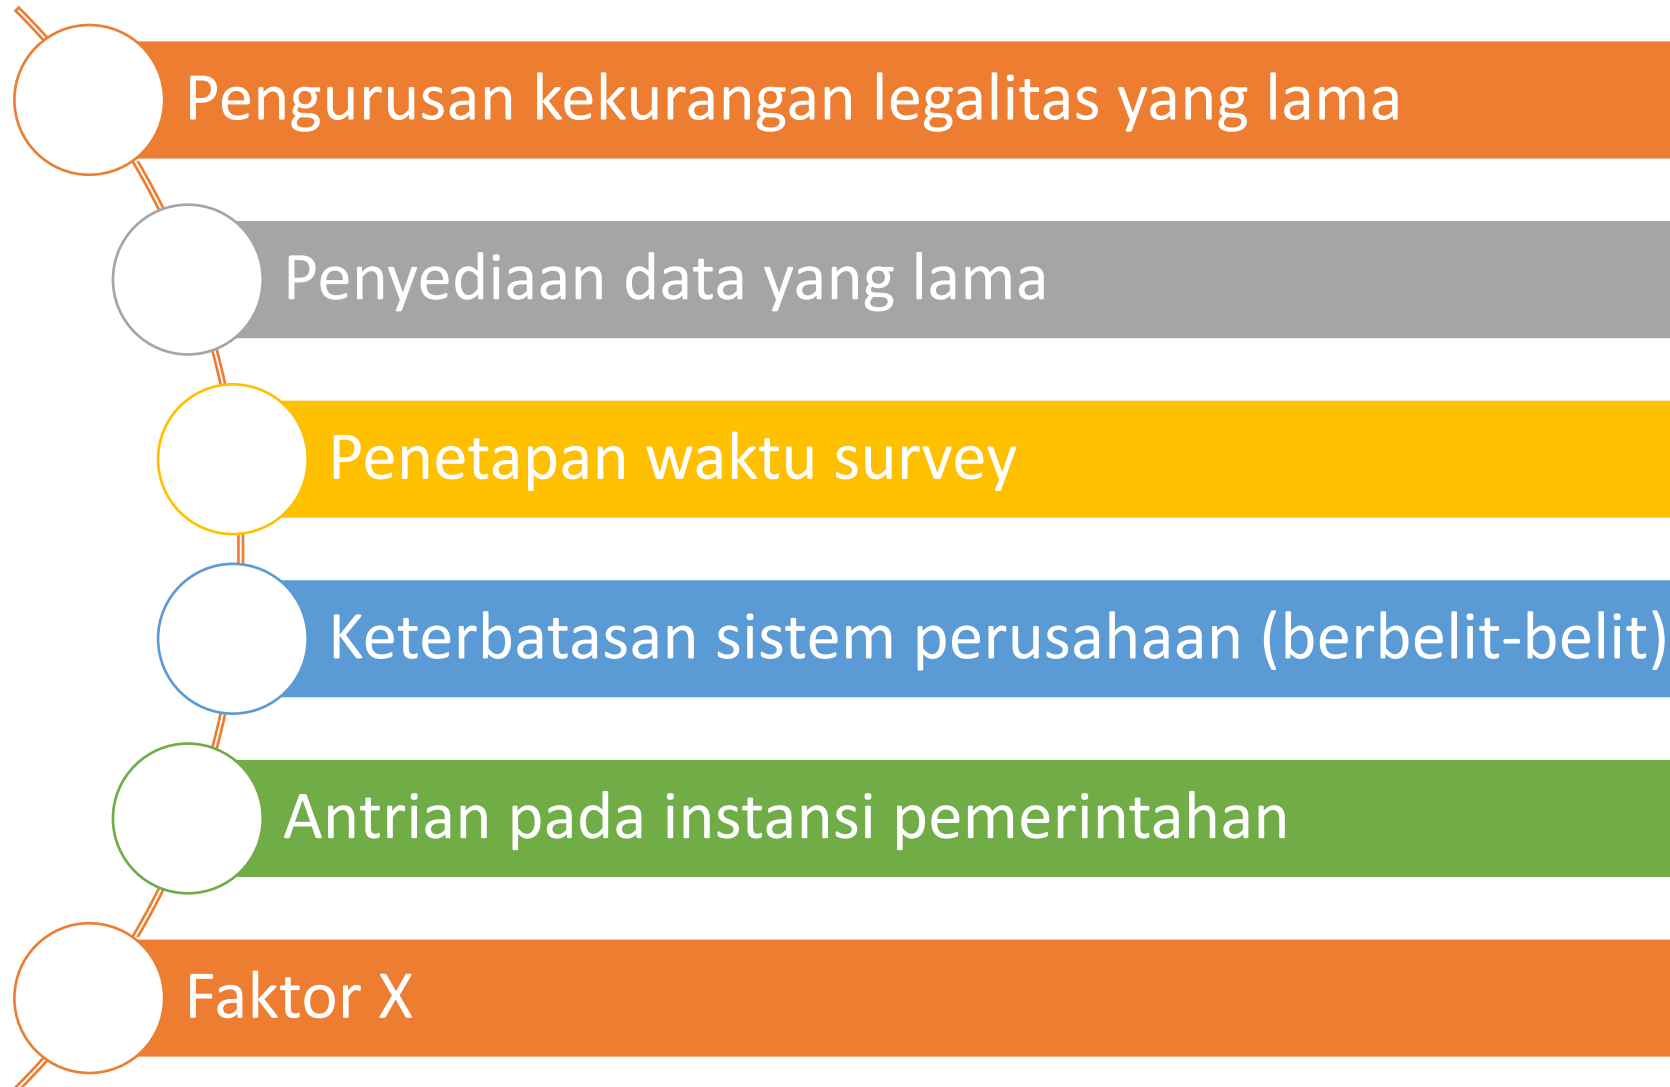 Pengurusan kekurangan legalitas yang lama
Penyediaan data yang lama
Penetapan waktu survey
Keterbatasan sistem perusahaan (berbelit-belit)
Antrian pada instansi pemerintahan
Faktor X